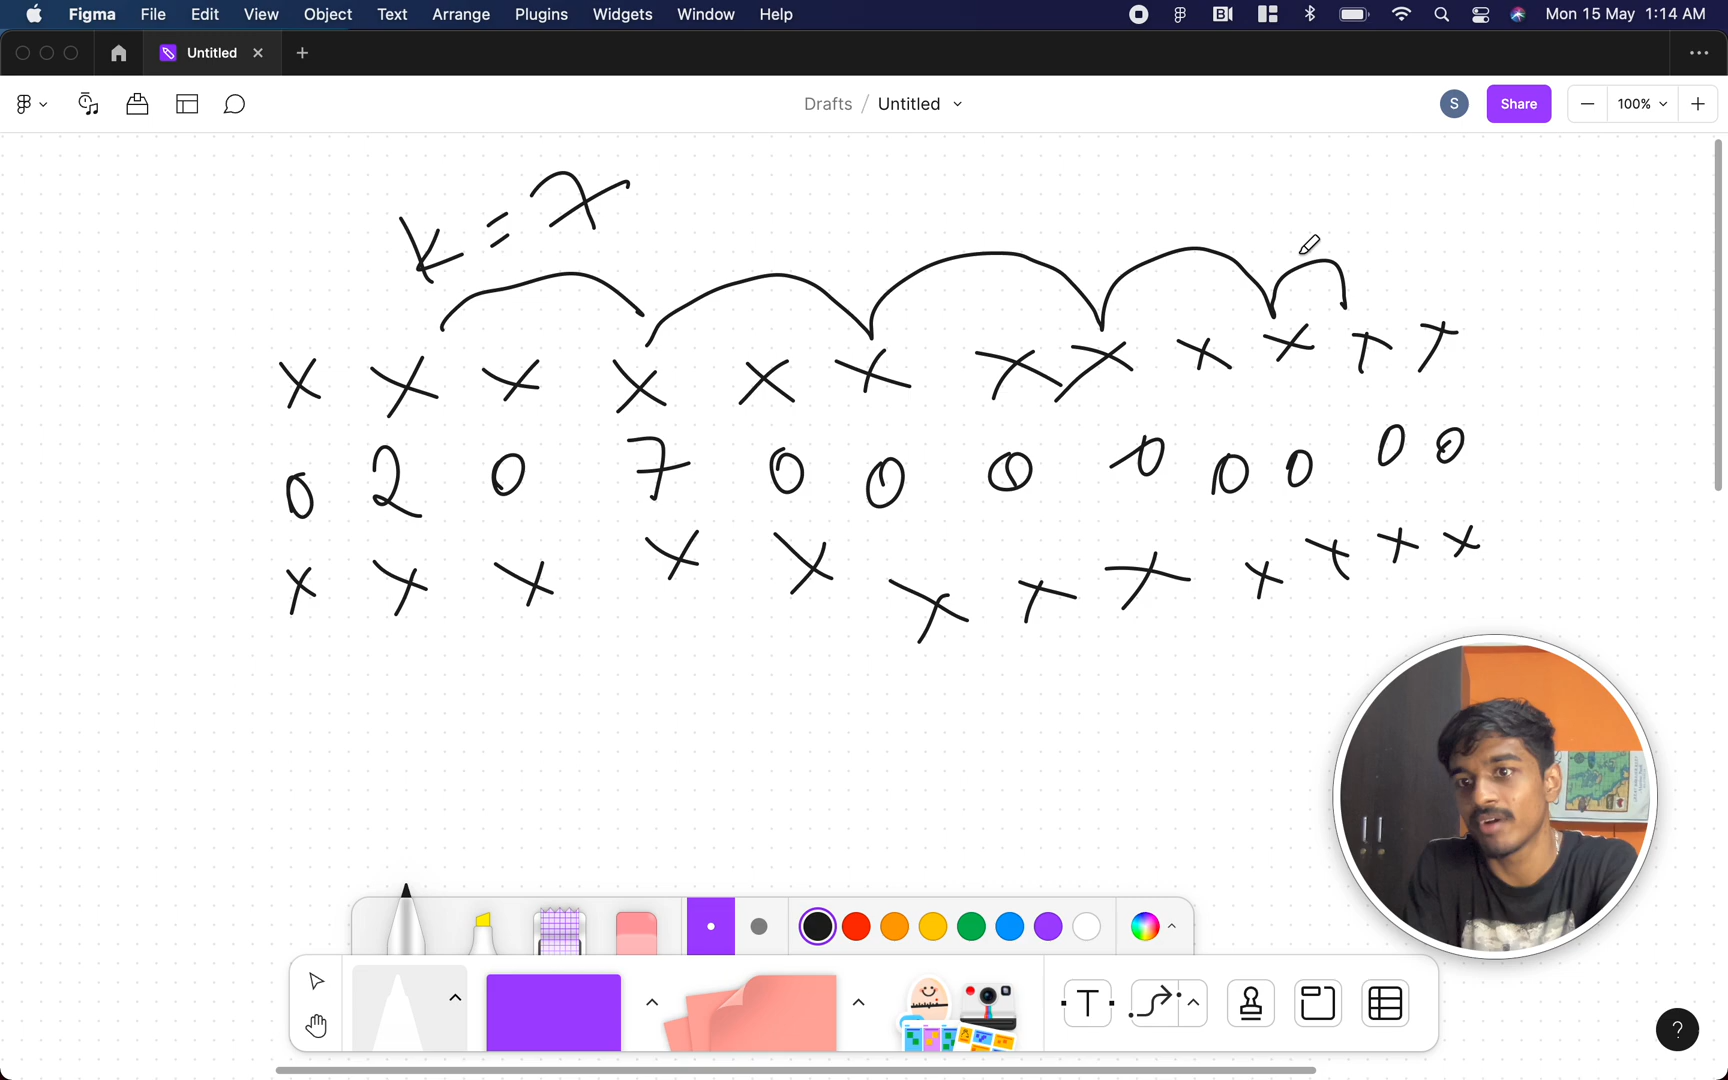 Figma File Edit View Object Text Arrange Plugins Widgets Window Help Mon 15 May 1:14 AM
Untitled
Drafts / Untitled S Share 100%
k = 7
x x x x x x x x x x x x
0 2 0 7 0 0 0 0 0 0 0 0
x x x x x x x x x x x x
T
?